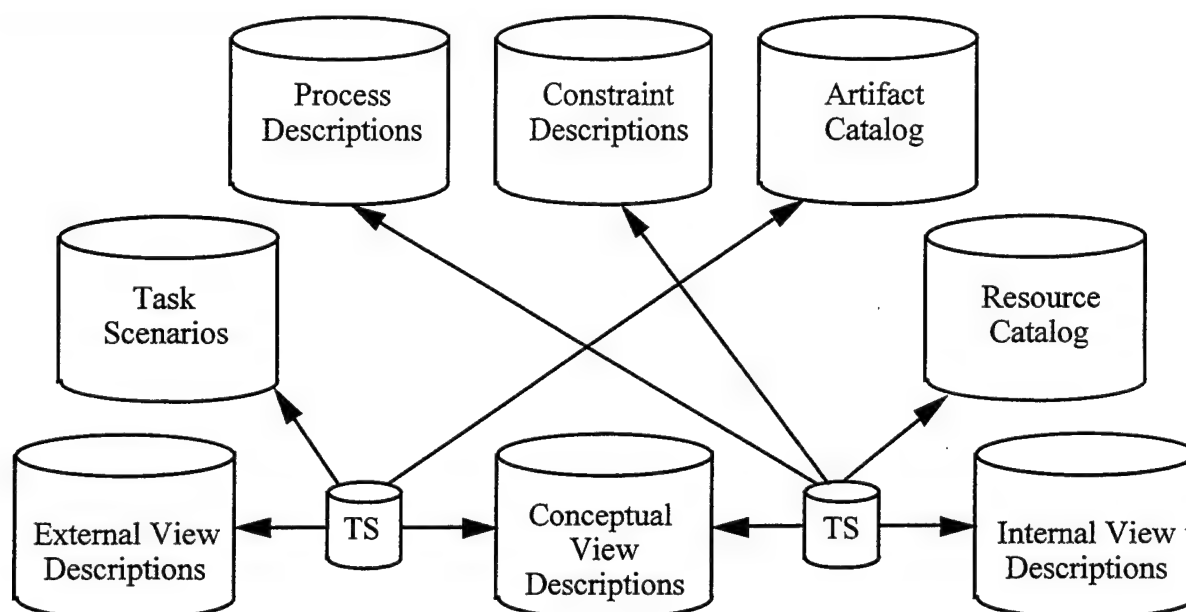 Process
Descriptions
Constraint
Descriptions
Artifact
Catalog
Task
Scenarios
Resource
Catalog
External View
Descriptions
TS
Conceptual
View
Descriptions
TS
Internal View
Descriptions